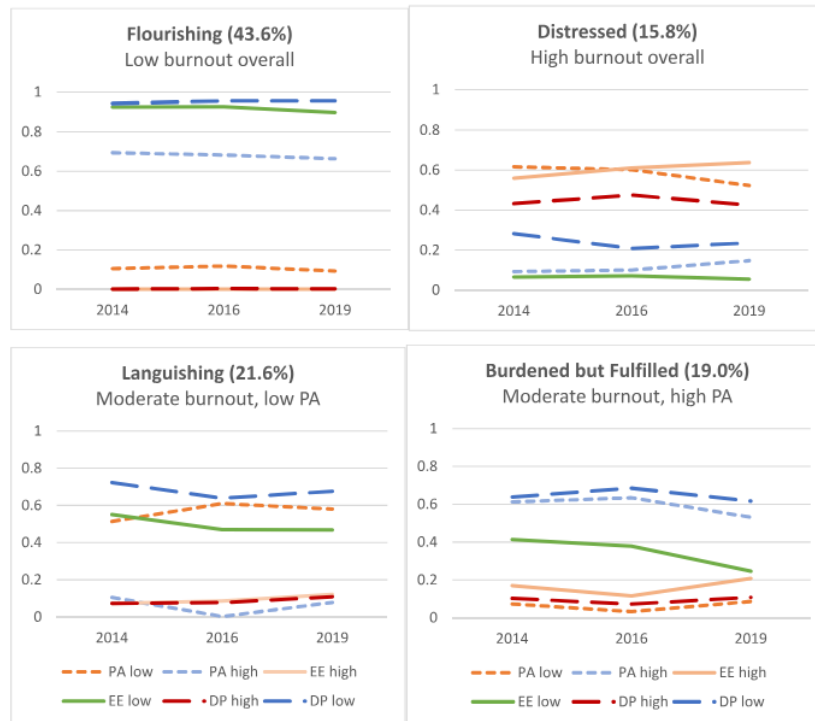 Flourishing (43.6%)
Low burnout overall
1
0.8
0.6
0.4
0.2
0
2014 2016 2019
Distressed (15.8%)
High burnout overall
1
0.8
0.6
0.4
0.2
0
2014 2016 2019
Languishing (21.6%)
Moderate burnout, low PA
1
0.8
0.6
0.4
0.2
0
2014 2016 2019
PA low PA high EE high
EE low DP high DP low
Burdened but Fulfilled (19.0%)
Moderate burnout, high PA
1
0.8
0.6
0.4
0.2
0
2014 2016 2019
PA low PA high EE high
EE low DP high DP low